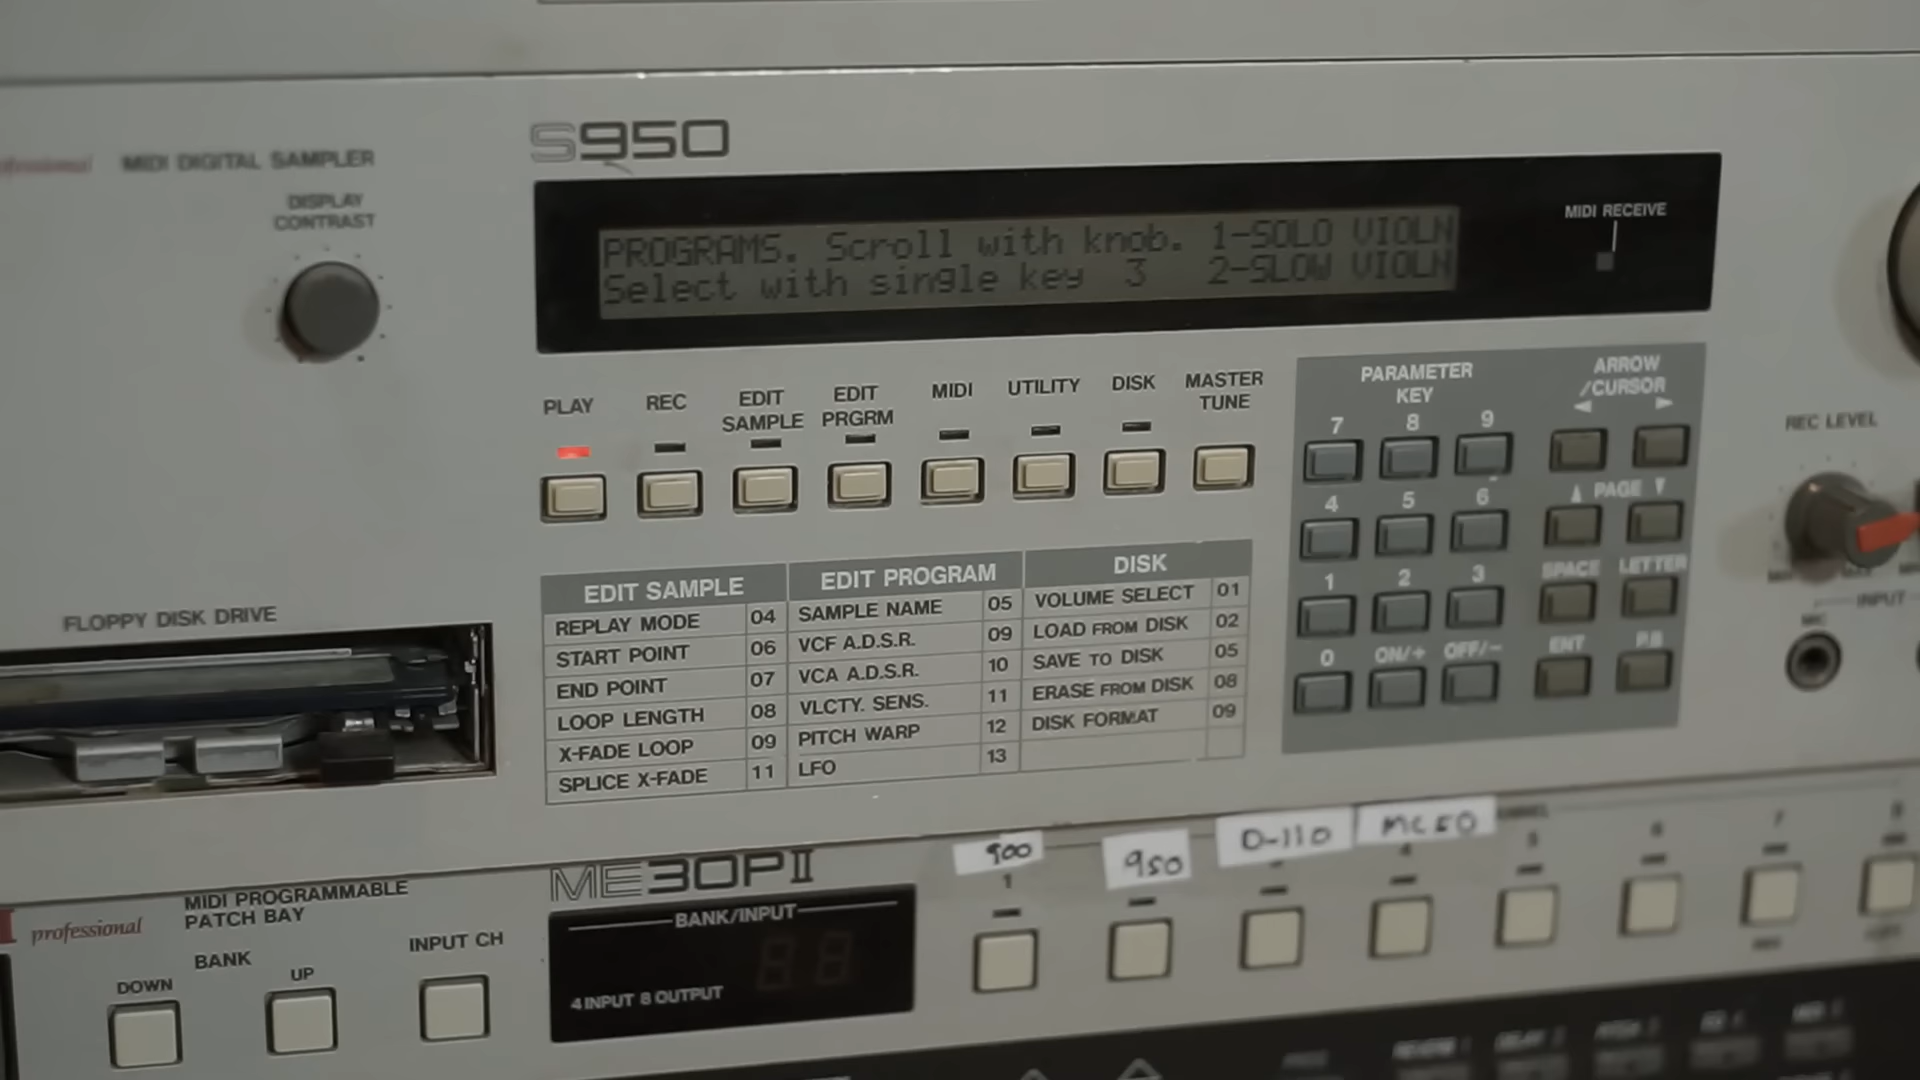 S950
MIDI DIGITAL SAMPLER
DISPLAY
CONTRAST
PROGRAMS. Scroll with knob. 1-SOLO VIOLN
Select with single key 3 2-SLOW VIOLN
MIDI RECEIVE
PLAY
REC
EDIT
SAMPLE
EDIT
PRGRM
MIDI
UTILITY
DISK
MASTER
TUNE
PARAMETER
KEY
ARROW
/CURSOR
7 8 9
4 5 6
PAGE
1 2 3
SPACE LETTER
0 ON/+ OFF/-
ENT P.B
REC LEVEL
INPUT
MIC
FLOPPY DISK DRIVE
EDIT SAMPLE
REPLAY MODE 04
START POINT 06
END POINT 07
LOOP LENGTH 08
X-FADE LOOP 09
SPLICE X-FADE 11
EDIT PROGRAM
SAMPLE NAME 05
VCF A.D.S.R. 09
VCA A.D.S.R. 10
VLCTY. SENS. 11
PITCH WARP 12
LFO 13
DISK
VOLUME SELECT 01
LOAD FROM DISK 02
SAVE TO DISK 05
ERASE FROM DISK 08
DISK FORMAT 09
900
950
D-110
MC50
1
4
5
6
7
8
ME30PII
MIDI PROGRAMMABLE
PATCH BAY
professional
BANK
DOWN
UP
INPUT CH
BANK/INPUT
4 INPUT 8 OUTPUT